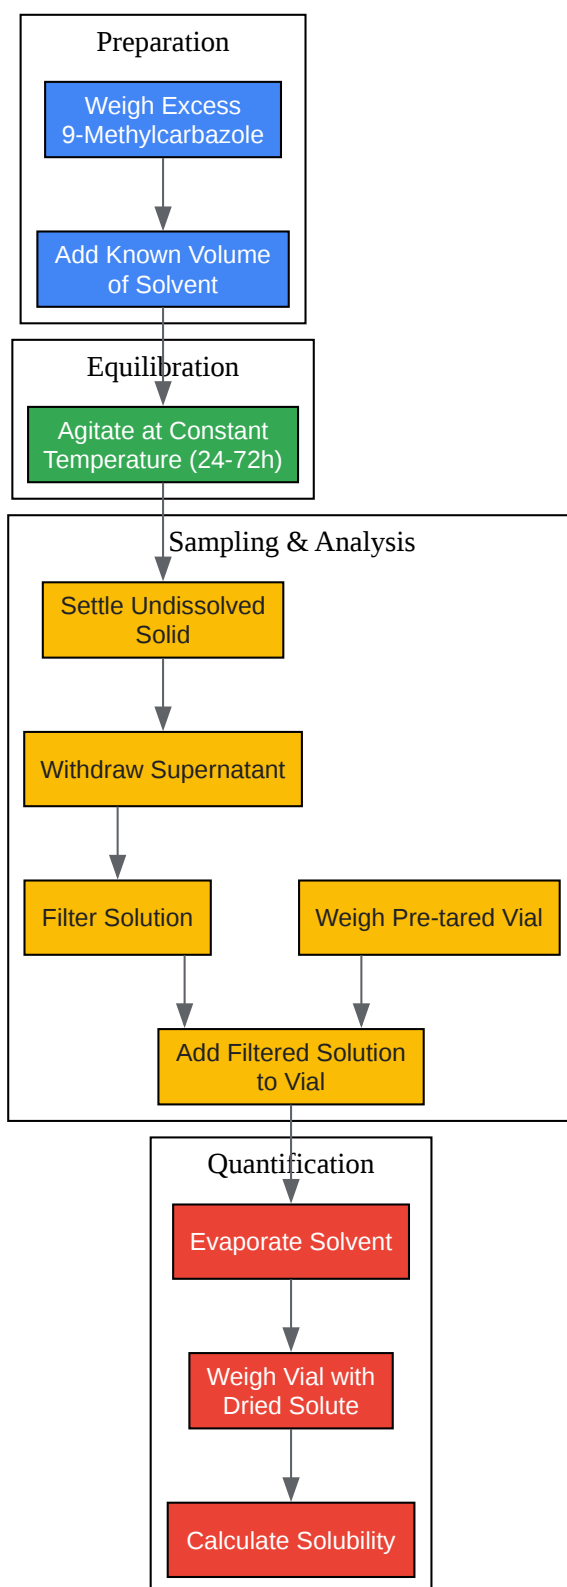 Preparation
Weigh Excess
9-Methylcarbazole
Add Known Volume
of Solvent
Equilibration
Agitate at Constant
Temperature (24-72h)
Sampling & Analysis
Settle Undissolved
Solid
Withdraw Supernatant
Filter Solution
Weigh Pre-tared Vial
Add Filtered Solution
to Vial
Quantification
Evaporate Solvent
Weigh Vial with
Dried Solute
Calculate Solubility